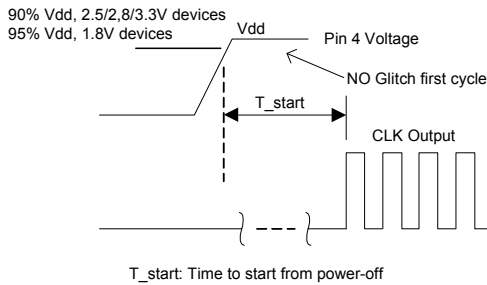 90% Vdd, 2.5/2,8/3.3V devices
95% Vdd, 1.8V devices
Vdd
Pin 4 Voltage
NO Glitch first cycle
T_start
CLK Output
T_start: Time to start from power-off